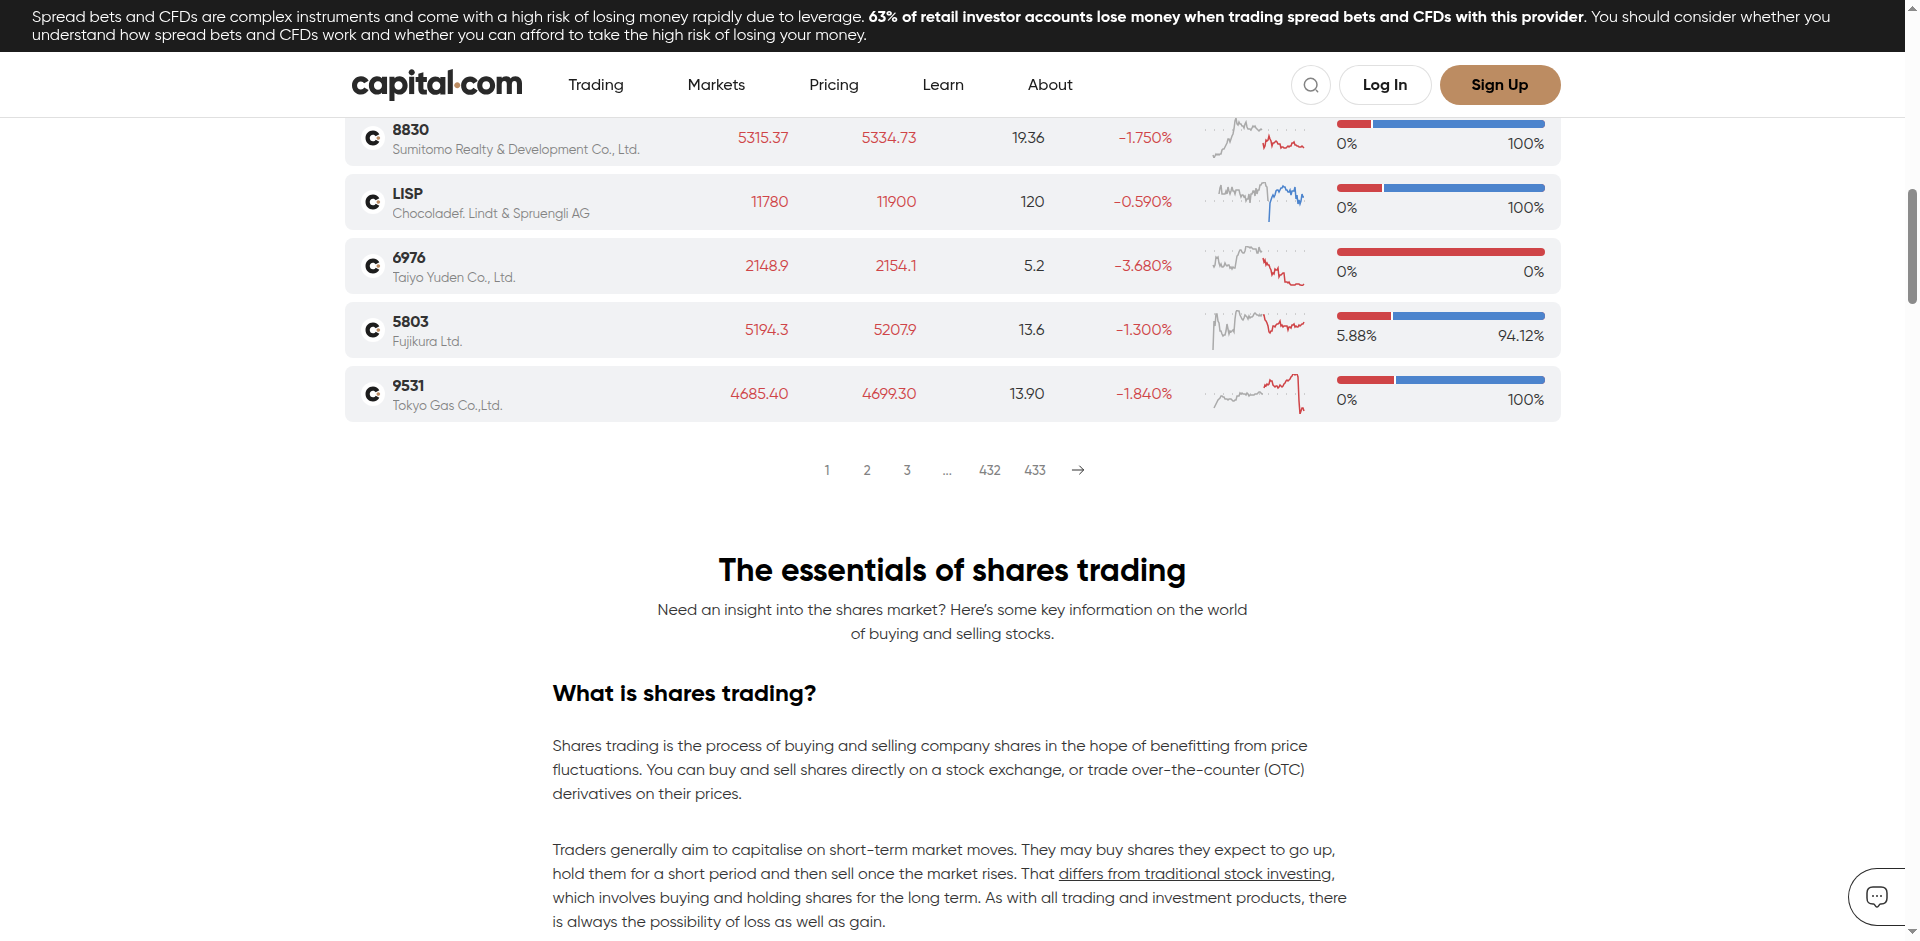 Spread bets and CFDs are complex instruments and come with a high risk of losing money rapidly due to leverage. 63% of retail investor accounts lose money when trading spread bets and CFDs with this provider. You should consider whether you
understand how spread bets and CFDs work and whether you can afford to take the high risk of losing your money.
capital.com Trading Markets Pricing Learn About Log In Sign Up
8830
Sumitomo Realty & Development Co., Ltd.
5315.37 5334.73 19.36 -1.750%
0% 100%
LISP
Chocoladef. Lindt & Spruengli AG
11780 11900 120 -0.590%
0% 100%
6976
Taiyo Yuden Co., Ltd.
2148.9 2154.1 5.2 -3.680%
0% 0%
5803
Fujikura Ltd.
5194.3 5207.9 13.6 -1.300%
5.88% 94.12%
9531
Tokyo Gas Co.,Ltd.
4685.40 4699.30 13.90 -1.840%
0% 100%
1 2 3 ... 432 433
The essentials of shares trading
Need an insight into the shares market? Here’s some key information on the world
of buying and selling stocks.
What is shares trading?
Shares trading is the process of buying and selling company shares in the hope of benefitting from price
fluctuations. You can buy and sell shares directly on a stock exchange, or trade over-the-counter (OTC)
derivatives on their prices.
Traders generally aim to capitalise on short-term market moves. They may buy shares they expect to go up,
hold them for a short period and then sell once the market rises. That differs from traditional stock investing,
which involves buying and holding shares for the long term. As with all trading and investment products, there
is always the possibility of loss as well as gain.